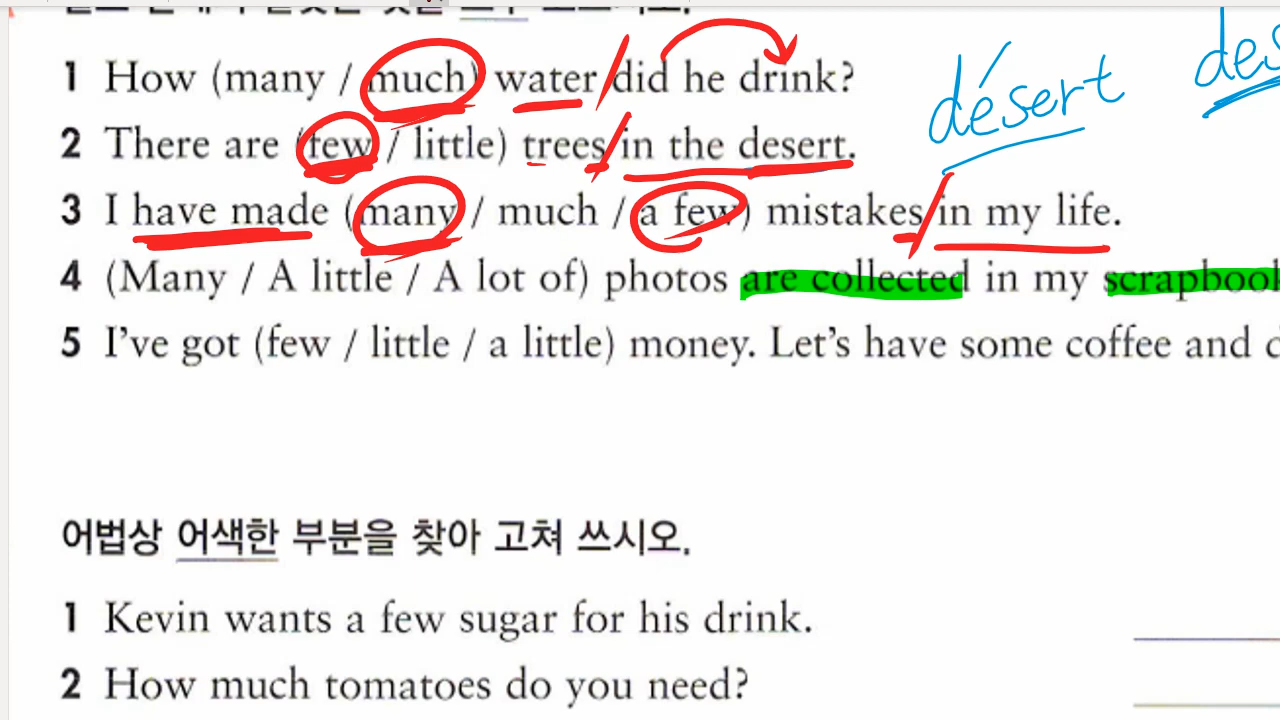 1 How (many / much) water did he drink?
désert
2 There are (few / little) trees in the desert.
3 I have made (many / much / a few) mistakes in my life.
4 (Many / A little / A lot of) photos are collected in my scrapbook
5 I've got (few / little / a little) money. Let's have some coffee and
어법상 어색한 부분을 찾아 고쳐 쓰시오.
1 Kevin wants a few sugar for his drink.
2 How much tomatoes do you need?